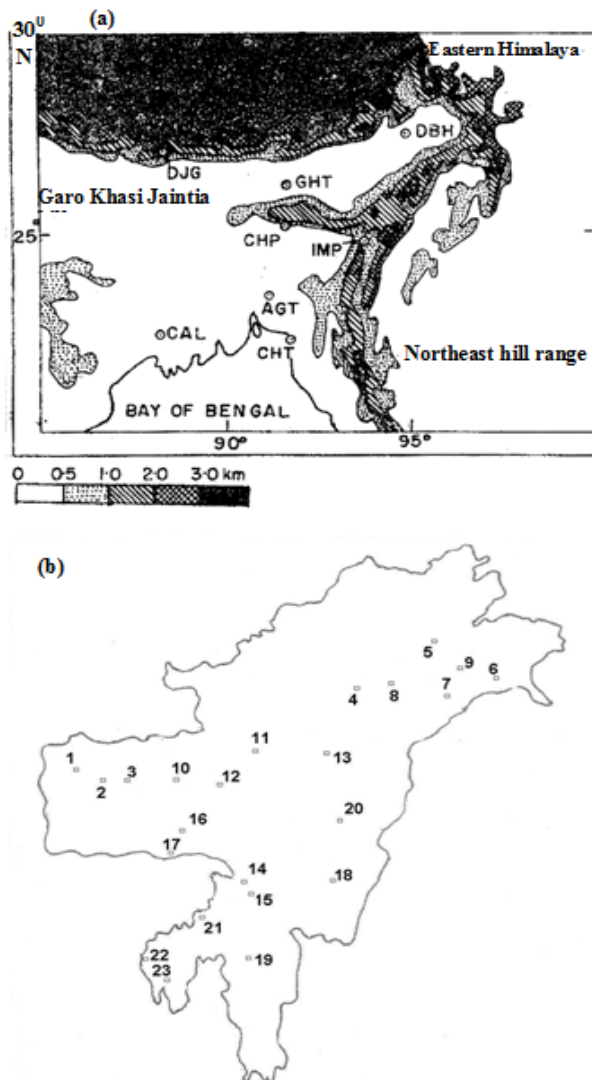 30⁰ (a)
N
Eastern Himalaya
DBH
DJG
GHT
Garo Khasi Jaintia
25
CHP
IMP
AGT
CAL
CHT
Northeast hill range
BAY OF BENGAL
90° 95°
0 0.5 1.0 2.0 3.0 km
(b)
5
9
6
4 8 7
11
13
1
2 3 10 12
16
20
17
14
15
18
21
22
19
23